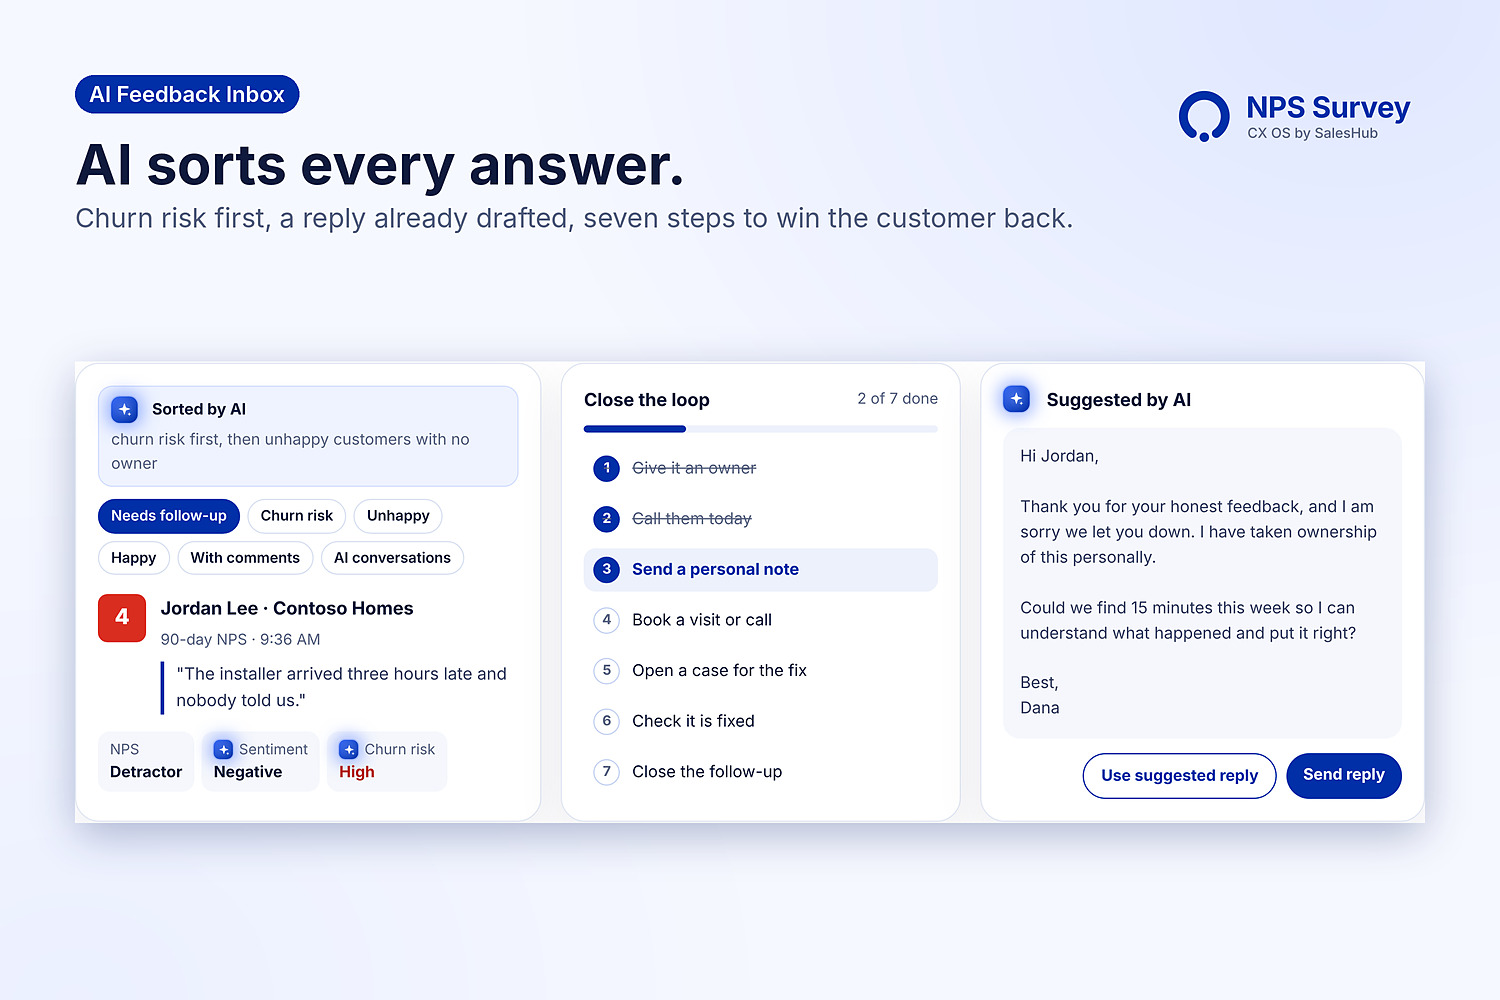 AI Feedback Inbox
NPS Survey
CX OS by SalesHub
AI sorts every answer.
Churn risk first, a reply already drafted, seven steps to win the customer back.
Sorted by AI
churn risk first, then unhappy customers with no
owner
Needs follow-up
Churn risk
Unhappy
Happy
With comments
AI conversations
4
Jordan Lee · Contoso Homes
90-day NPS · 9:36 AM
"The installer arrived three hours late and
nobody told us."
NPS
Detractor
Sentiment
Negative
Churn risk
High
Close the loop
2 of 7 done
1 Give it an owner
2 Call them today
3 Send a personal note
4 Book a visit or call
5 Open a case for the fix
6 Check it is fixed
7 Close the follow-up
Suggested by AI
Hi Jordan,
Thank you for your honest feedback, and I am
sorry we let you down. I have taken ownership
of this personally.
Could we find 15 minutes this week so I can
understand what happened and put it right?
Best,
Dana
Use suggested reply
Send reply